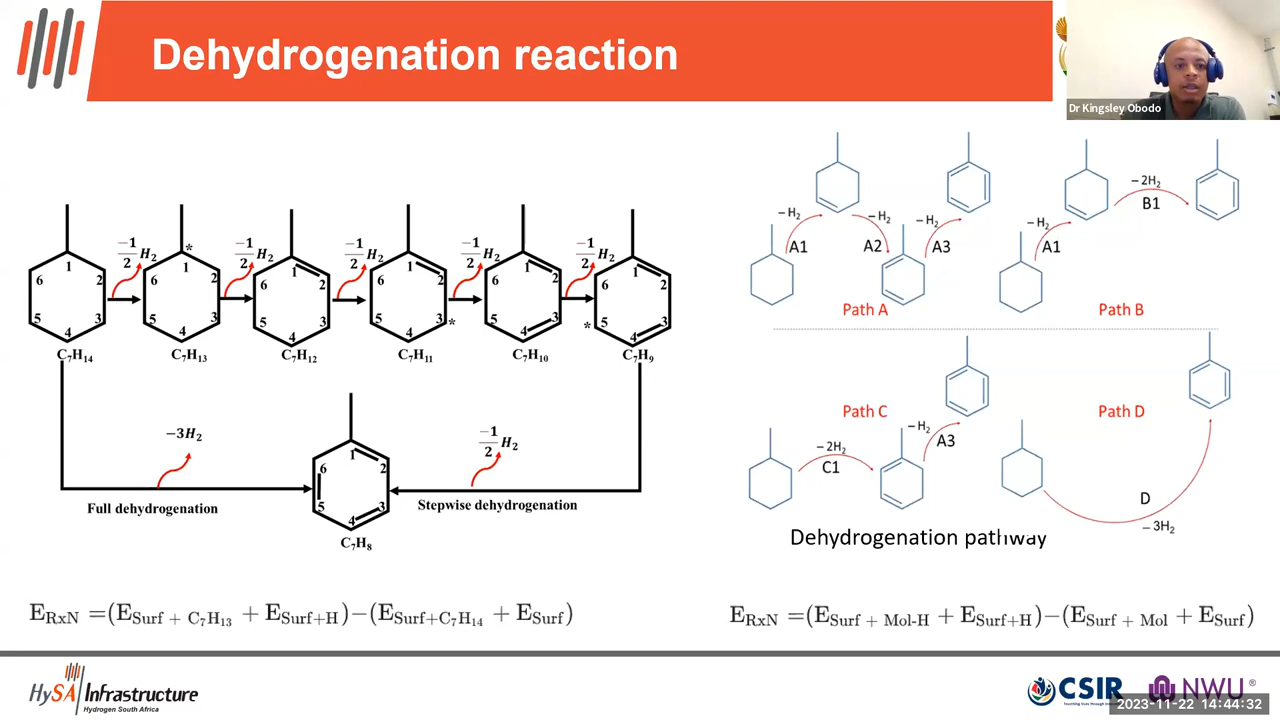 Dehydrogenation reaction
Dr Kingsley Obodo
-1/2 H₂ -1/2 H₂ -1/2 H₂ -1/2 H₂ -1/2 H₂
1 2 3 4 5 6
* 1 2 3 4 5 6
1 2 3 4 5 6
1 2 3 * 4 5 6
1 2 3 4 5 6
1 2 3 4 5 * 6
C₇H₁₄ C₇H₁₃ C₇H₁₂ C₇H₁₁ C₇H₁₀ C₇H₉
−3H₂
-1/2 H₂
1 2 3 4 5 6
Full dehydrogenation
Stepwise dehydrogenation
C₇H₈
− H₂ − H₂ − H₂
A1 A2 A3
Path A
− H₂ − 2H₂
A1 B1
Path B
Path C
− 2H₂ − H₂
C1 A3
Path D
D
− 3H₂
Dehydrogenation pathway
E_RxN =(E_Surf + C₇H₁₃ + E_Surf+H)−(E_Surf+C₇H₁₄ + E_Surf)
E_RxN =(E_Surf + Mol-H + E_Surf+H)−(E_Surf + Mol + E_Surf)
HySA Infrastructure
Hydrogen South Africa
CSIR
NWU®
2023-11-22 14:44:32